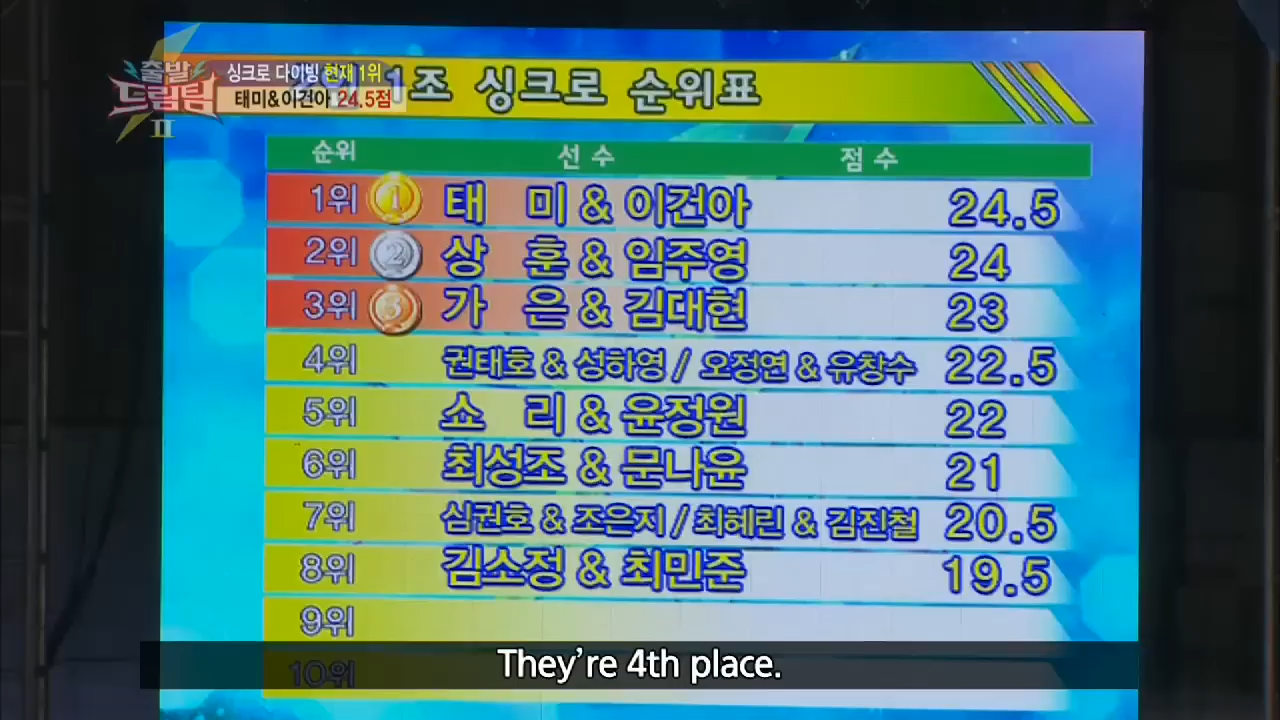 출발
드림팀
II
싱크로 다이빙 현재 1위
태미&이건아 24.5점
1조 싱크로 순위표
순위 선수 점수
1위 1 태 미 & 이건아 24.5
2위 2 상 훈 & 임주영 24
3위 3 가 은 & 김대현 23
4위 권태호 & 성하영 / 오정연 & 유창수 22.5
5위 쇼 리 & 윤정원 22
6위 최성조 & 문나윤 21
7위 심권호 & 조은지 / 최혜린 & 김진철 20.5
8위 김소정 & 최민준 19.5
9위
10위
They're 4th place.